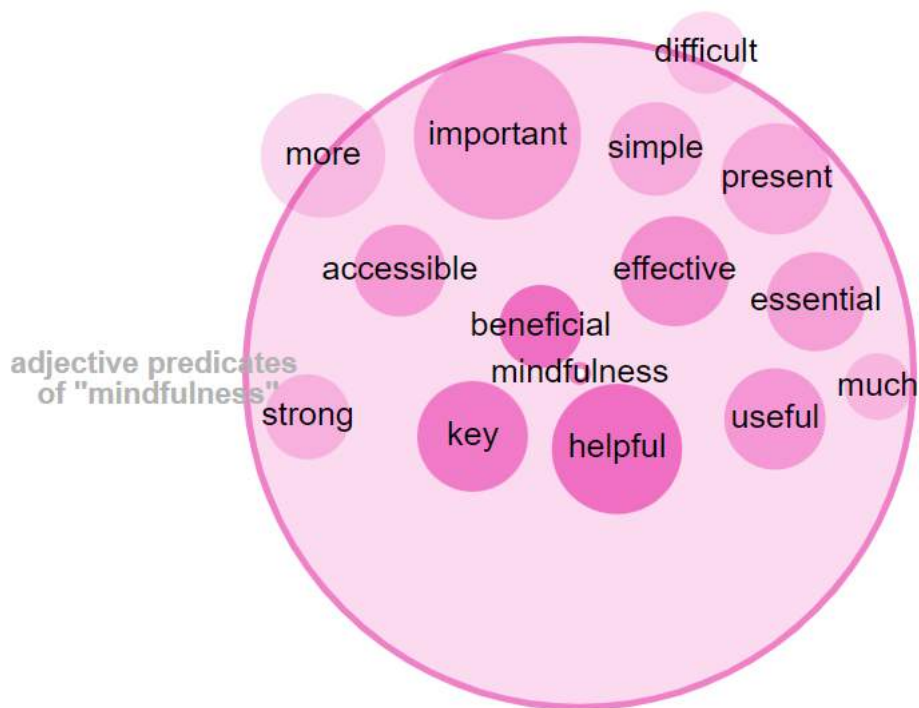 difficult
more
important
simple
present
accessible
effective
essential
beneficial
mindfulness
adjective predicates
of "mindfulness"
much
strong
key
helpful
useful